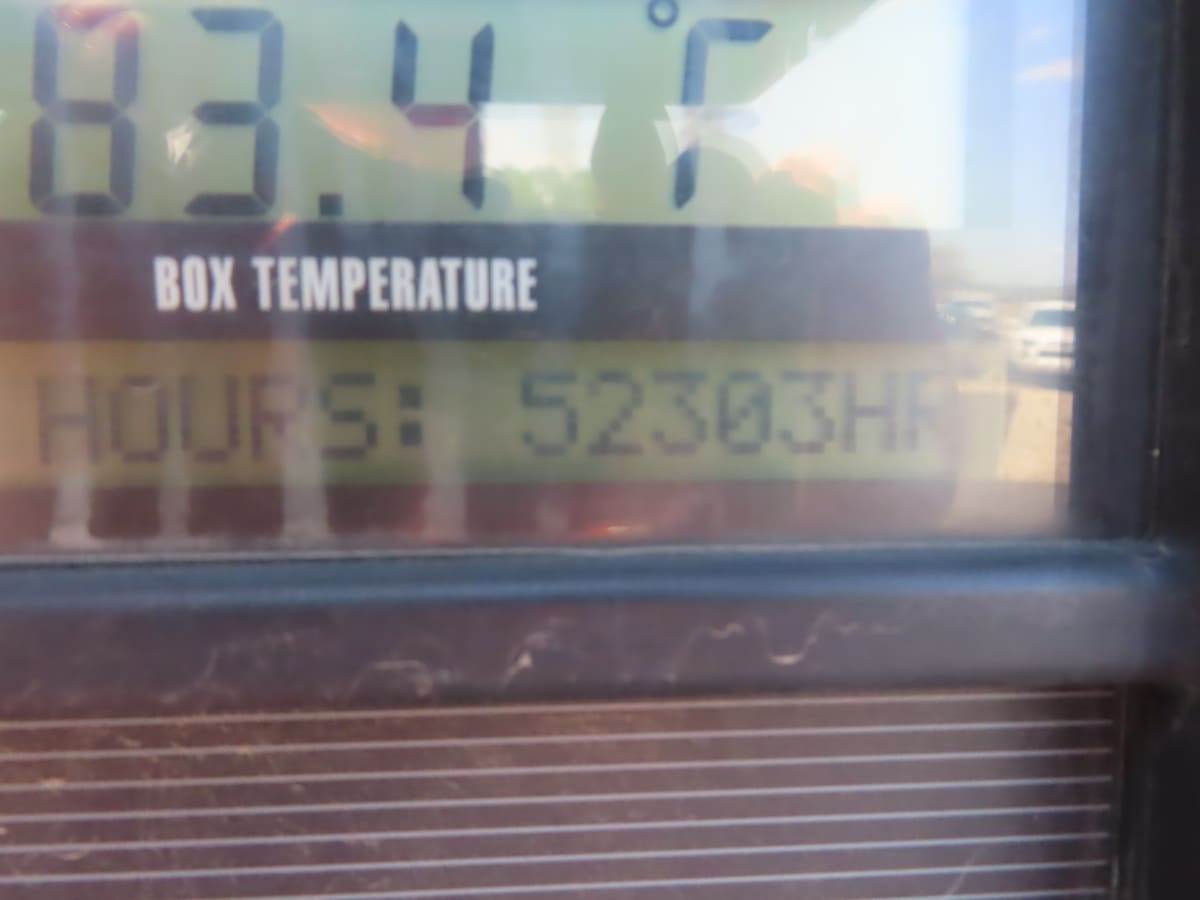 83.4 °F
BOX TEMPERATURE
HOURS: 52303HR